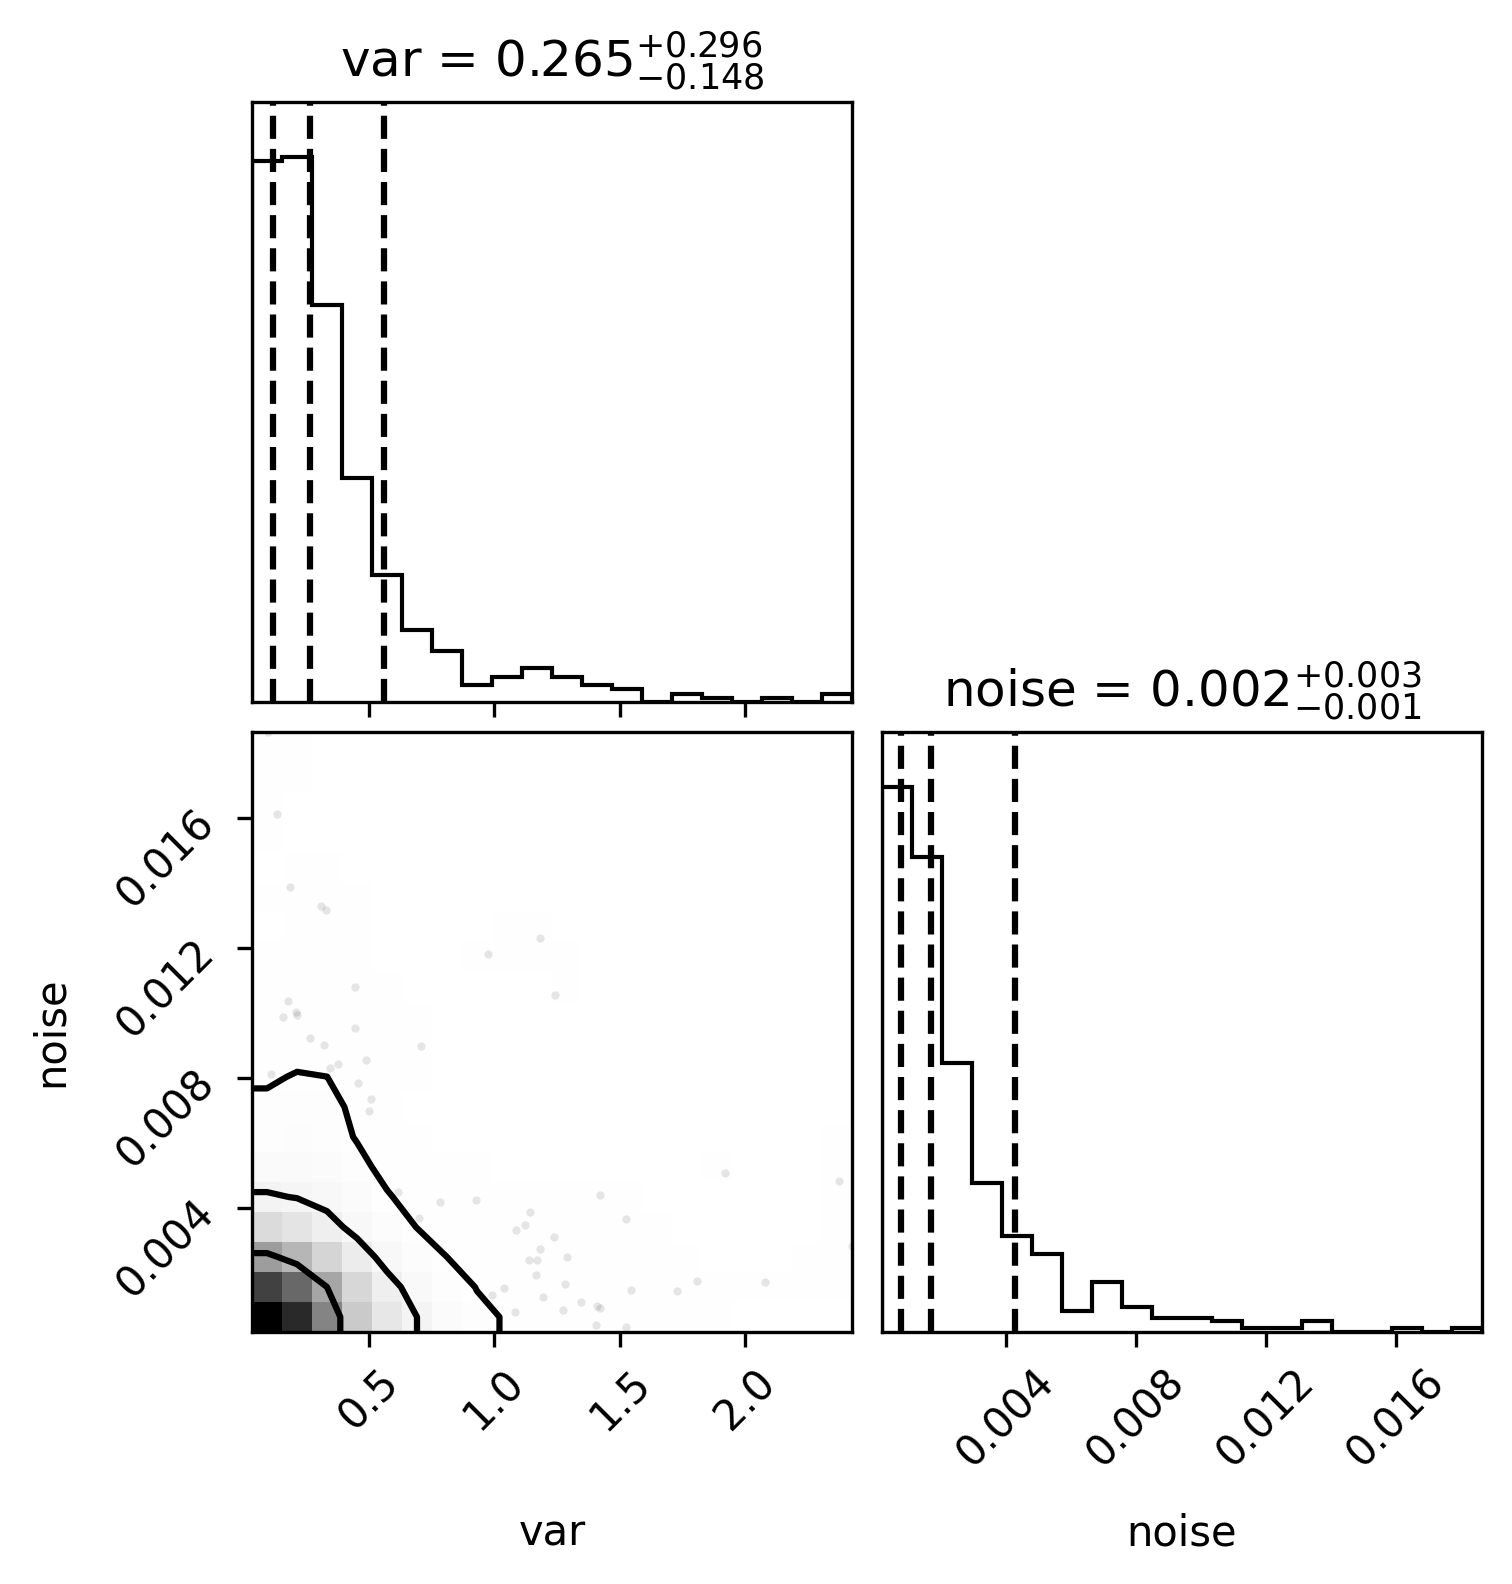 var = 0.265 +0.296 −0.148
noise = 0.002 +0.003 −0.001
0.016
0.012
0.008
0.004
noise
0.5 1.0 1.5 2.0
var
0.004 0.008 0.012 0.016
noise